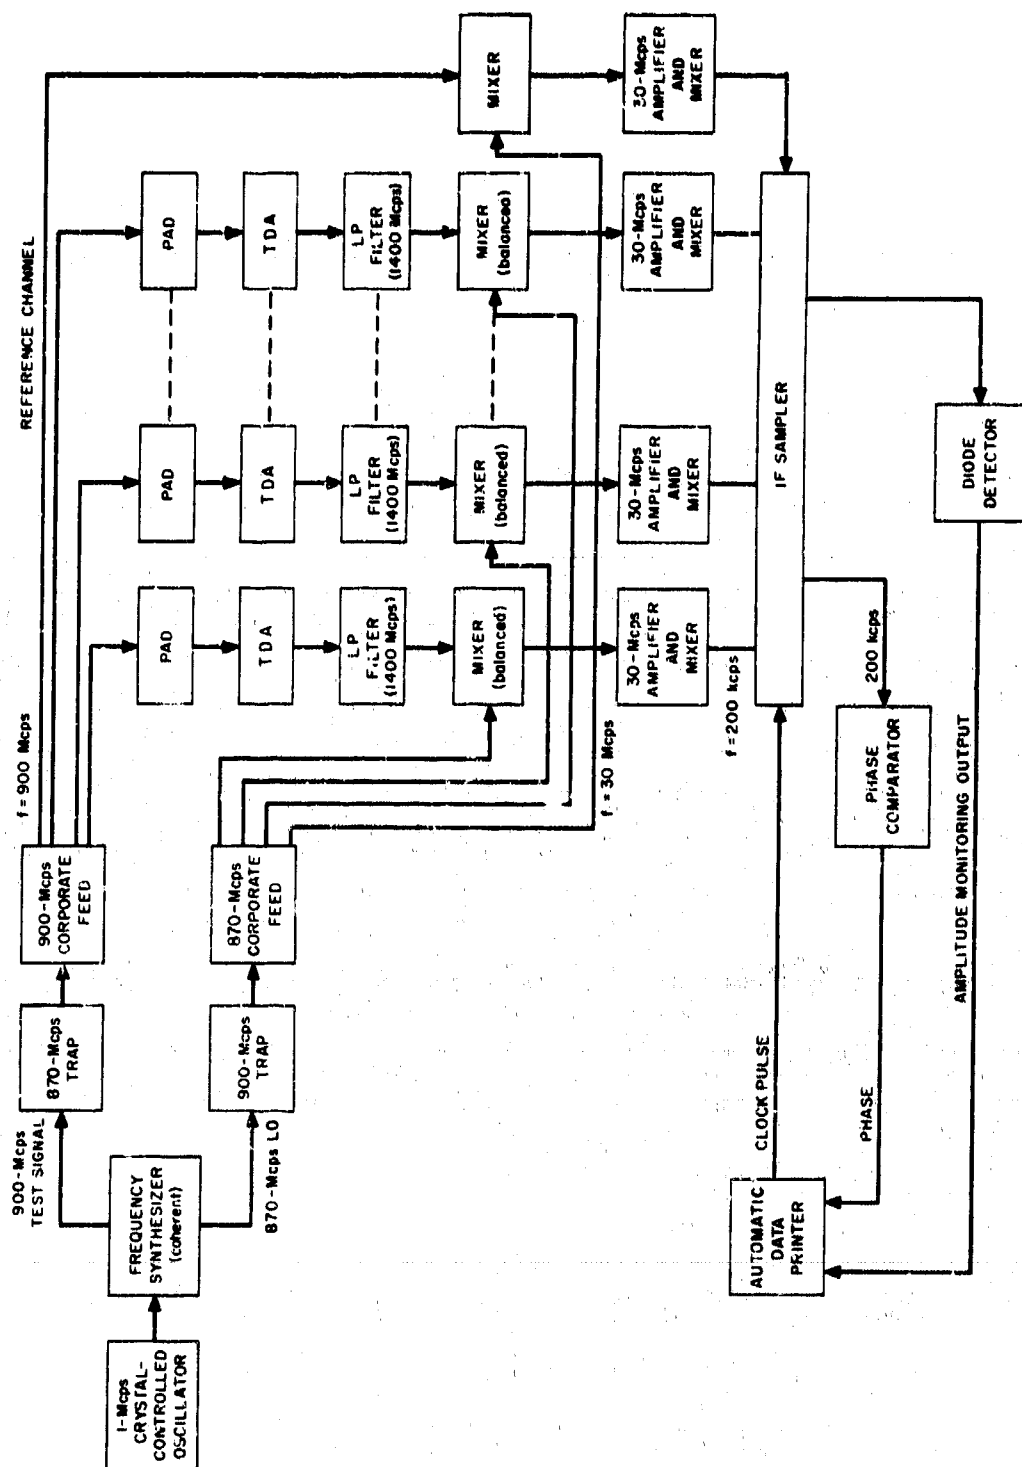 1-Mcps
CRYSTAL-
CONTROLLED
OSCILLATOR
FREQUENCY
SYNTHESIZER
(coherent)
900-Mcps
TEST SIGNAL
870-Mcps LO
870-Mcps
TRAP
900-Mcps
TRAP
900-Mcps
CORPORATE
FEED
870-Mcps
CORPORATE
FEED
f = 900 Mcps
REFERENCE CHANNEL
PAD
TDA
LP
FILTER
(1400 Mcps)
MIXER
(balanced)
30-Mcps
AMPLIFIER
AND
MIXER
PAD
TDA
LP
FILTER
(1400 Mcps)
MIXER
(balanced)
30-Mcps
AMPLIFIER
AND
MIXER
PAD
TDA
LP
FILTER
(1400 Mcps)
MIXER
(balanced)
30-Mcps
AMPLIFIER
AND
MIXER
MIXER
30-Mcps
AMPLIFIER
AND
MIXER
f = 30 Mcps
f = 200 kcps
IF SAMPLER
200 kcps
PHASE
COMPARATOR
DIODE
DETECTOR
CLOCK PULSE
PHASE
AMPLITUDE MONITORING OUTPUT
AUTOMATIC
DATA
PRINTER